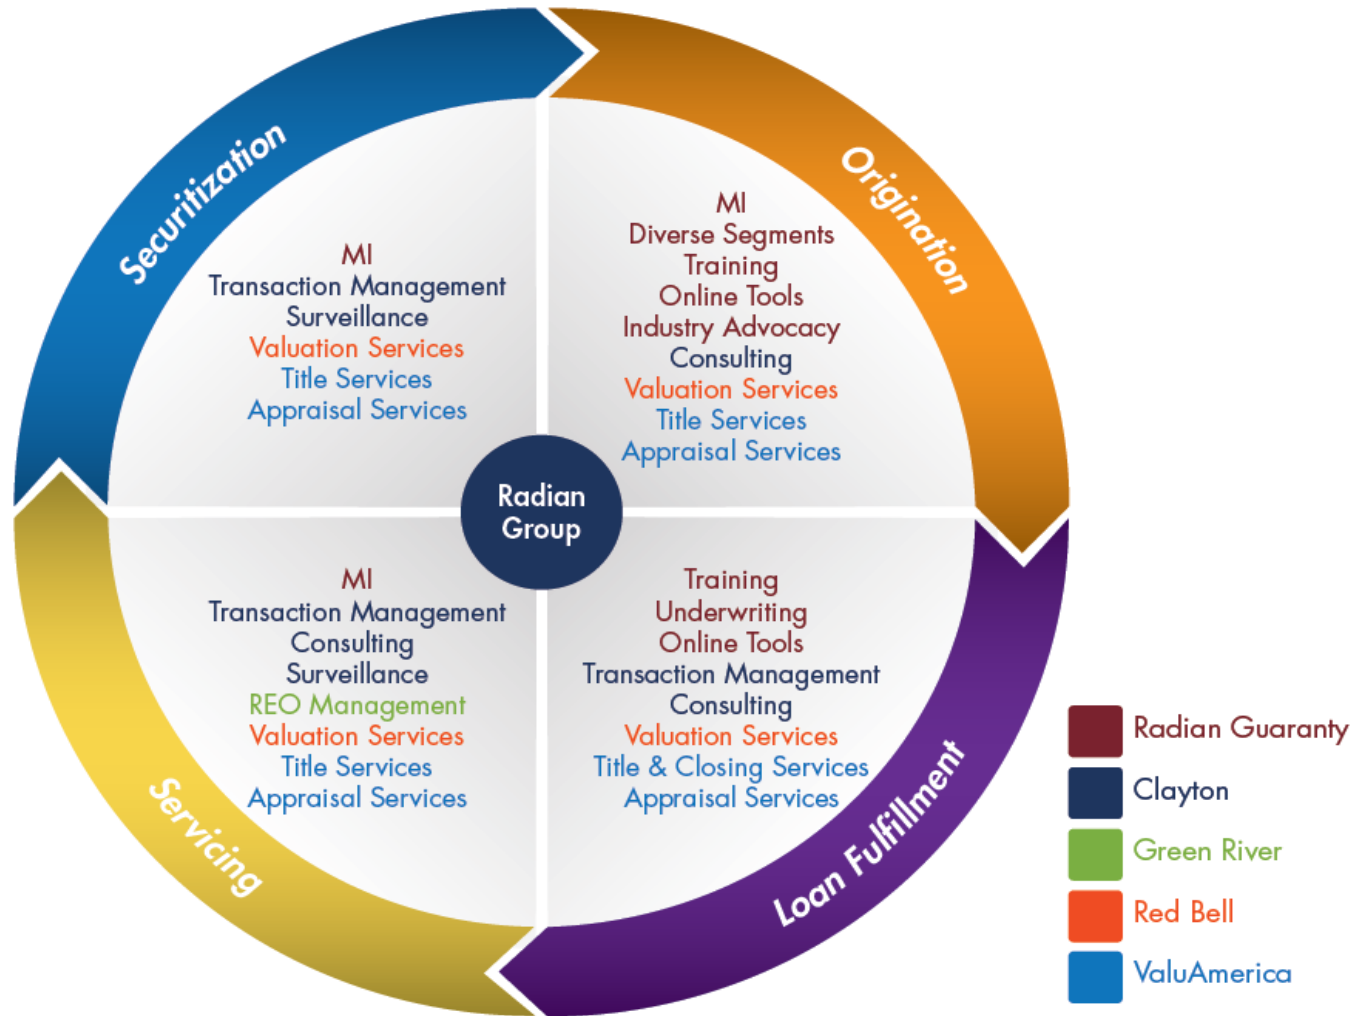 Securitization
MI
Transaction Management
Surveillance
Valuation Services
Title Services
Appraisal Services
Origination
MI
Diverse Segments
Training
Online Tools
Industry Advocacy
Consulting
Valuation Services
Title Services
Appraisal Services
Radian
Group
Servicing
MI
Transaction Management
Consulting
Surveillance
REO Management
Valuation Services
Title Services
Appraisal Services
Loan Fulfillment
Training
Underwriting
Online Tools
Transaction Management
Consulting
Valuation Services
Title & Closing Services
Appraisal Services
Radian Guaranty
Clayton
Green River
Red Bell
ValuAmerica